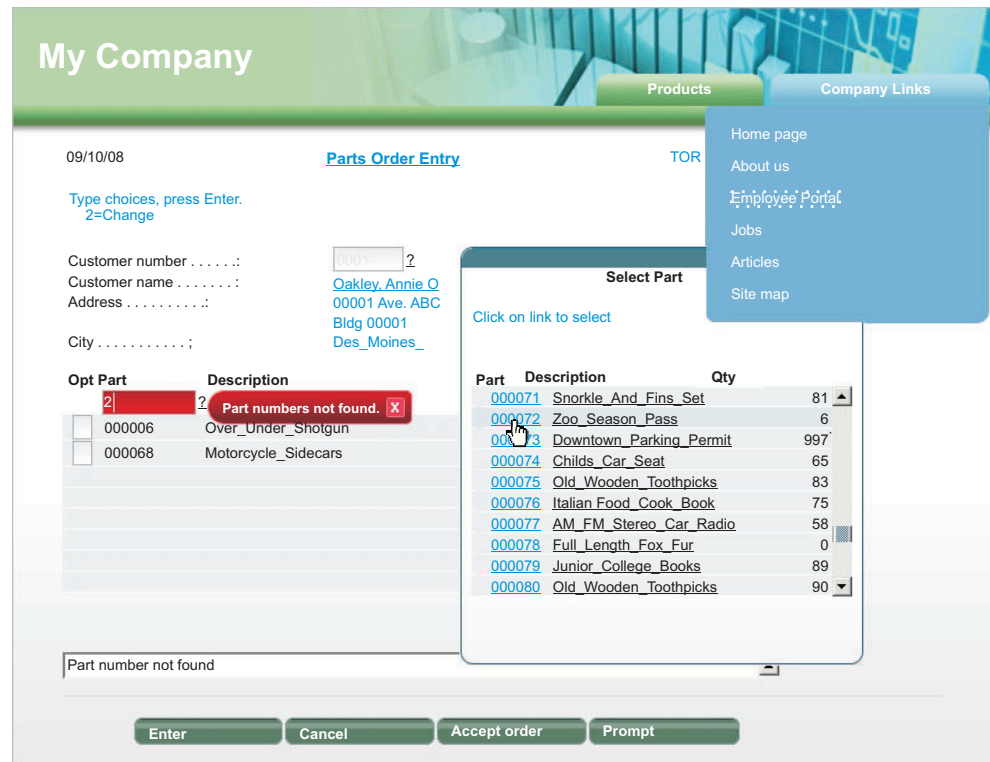 My Company
Products
Company Links
Home page
About us
Employee Portal
Jobs
Articles
Site map
09/10/08
Parts Order Entry
TOR
Type choices, press Enter.
2=Change
Customer number . . . . . .: 0001 ?
Customer name . . . . . . . : Oakley, Annie O
Address . . . . . . . . . .: 00001 Ave. ABC
Bldg 00001
City . . . . . . . . . . . ; Des_Moines_
Opt Part Description
2 ? Part numbers not found. X
000006 Over_Under_Shotgun
000068 Motorcycle_Sidecars
Select Part
Click on link to select
Part Description Qty
000071 Snorkle_And_Fins_Set 81
000072 Zoo_Season_Pass 6
000073 Downtown_Parking_Permit 997
000074 Childs_Car_Seat 65
000075 Old_Wooden_Toothpicks 83
000076 Italian Food_Cook_Book 75
000077 AM_FM_Stereo_Car_Radio 58
000078 Full_Length_Fox_Fur 0
000079 Junior_College_Books 89
000080 Old_Wooden_Toothpicks 90
Part number not found
Enter
Cancel
Accept order
Prompt